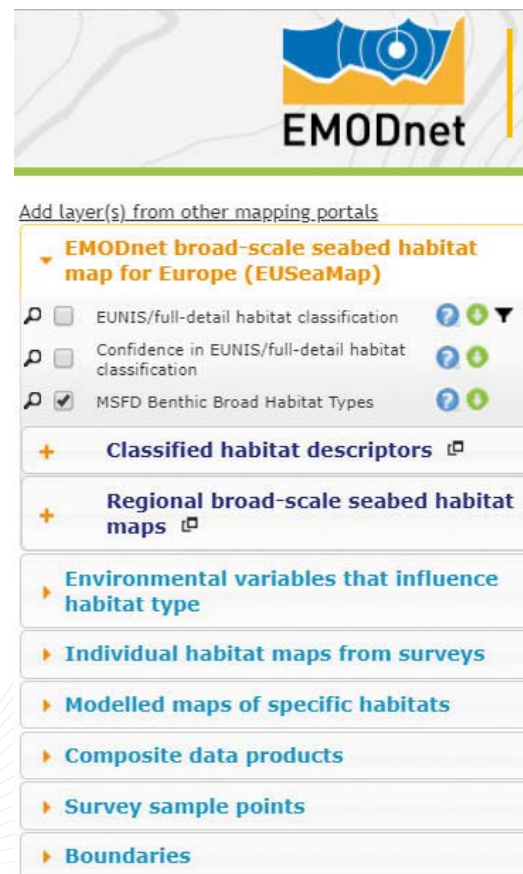 EMODnet
Add layer(s) from other mapping portals
EMODnet broad-scale seabed habitat
map for Europe (EUSeaMap)
EUNIS/full-detail habitat classification
Confidence in EUNIS/full-detail habitat
classification
MSFD Benthic Broad Habitat Types
Classified habitat descriptors
Regional broad-scale seabed habitat
maps
Environmental variables that influence
habitat type
Individual habitat maps from surveys
Modelled maps of specific habitats
Composite data products
Survey sample points
Boundaries